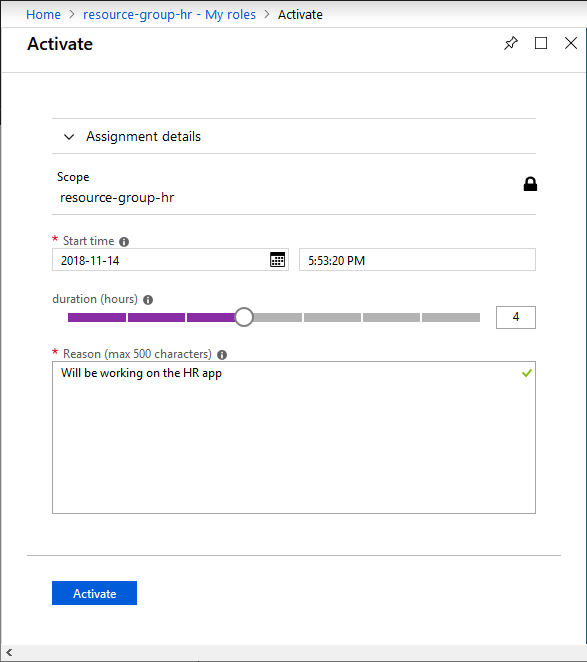 Home > resource-group-hr - My roles > Activate
Activate
Assignment details
Scope
resource-group-hr
* Start time
2018-11-14 5:53:20 PM
duration (hours)
4
* Reason (max 500 characters)
Will be working on the HR app
Activate